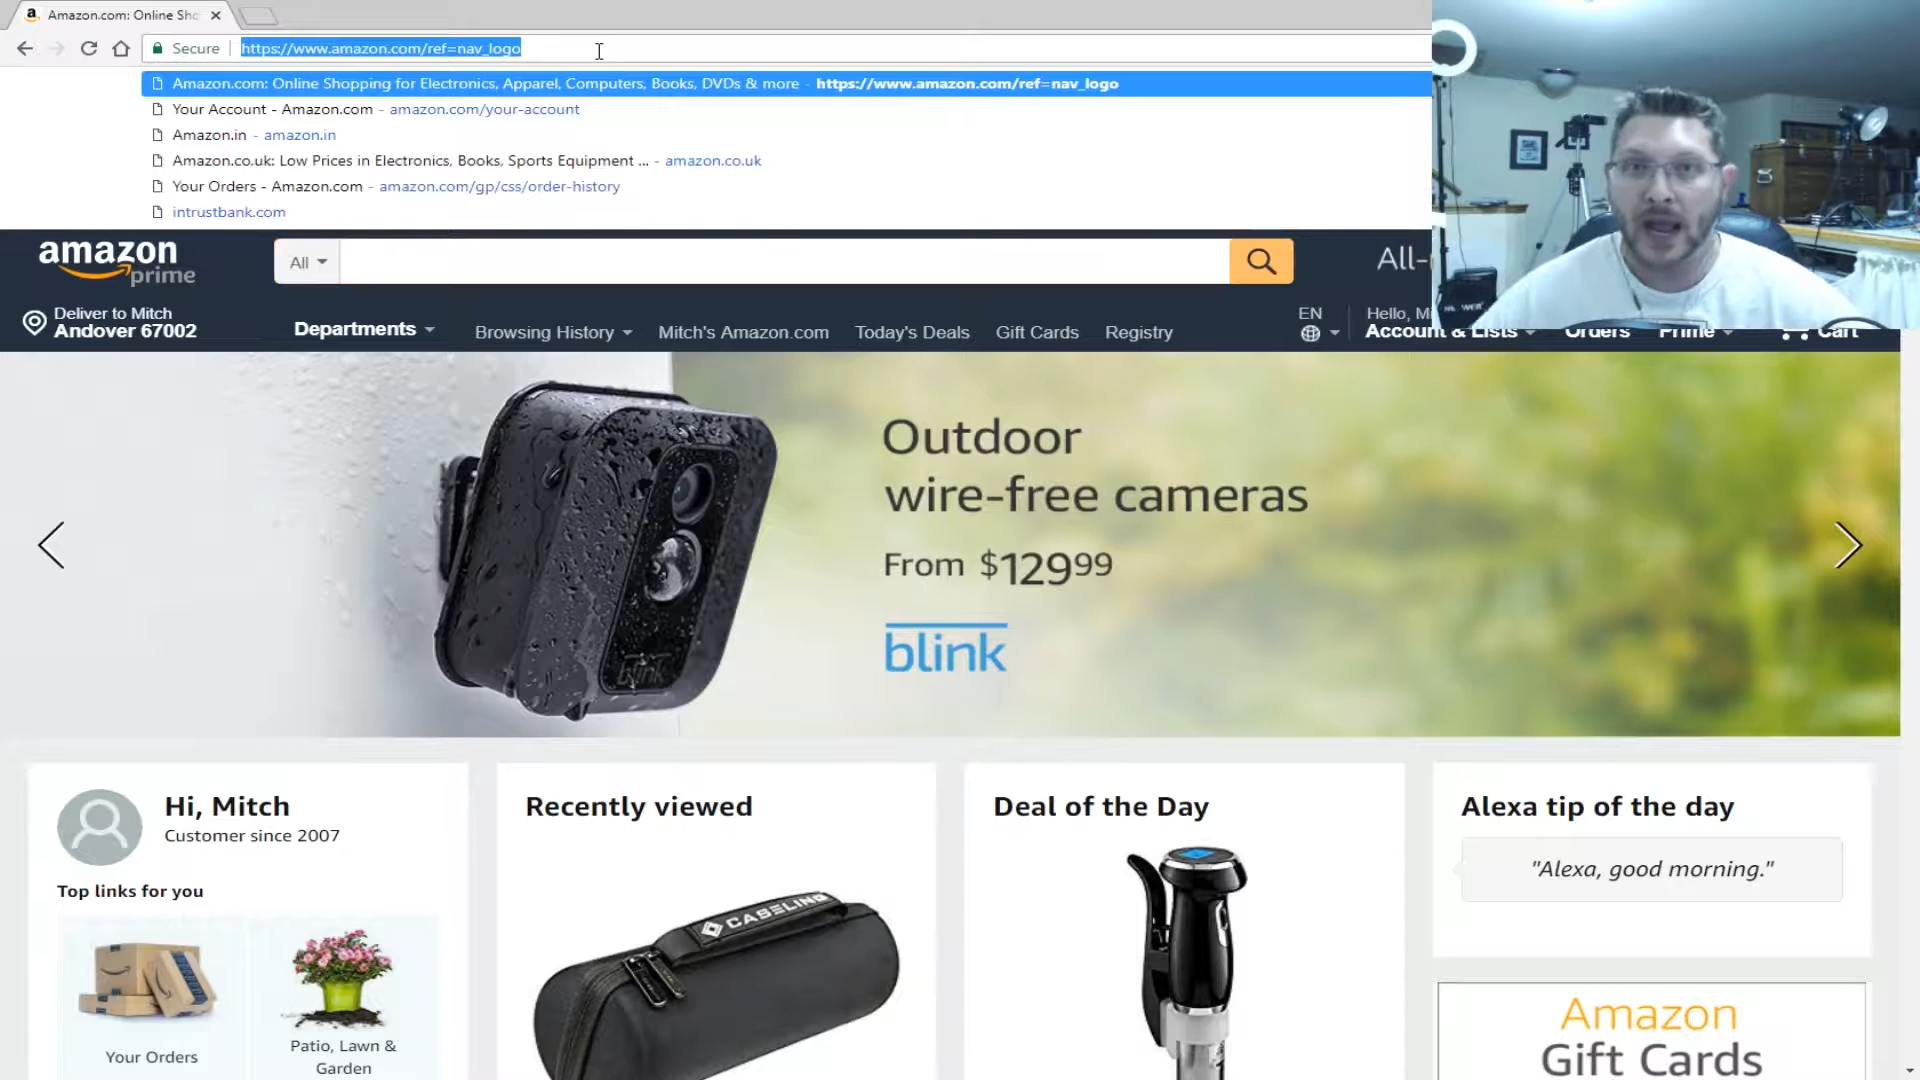 Amazon.com: Online Sho
Secure
https://www.amazon.com/ref=nav_logo
Amazon.com: Online Shopping for Electronics, Apparel, Computers, Books, DVDs & more - https://www.amazon.com/ref=nav_logo
Your Account - Amazon.com - amazon.com/your-account
Amazon.in - amazon.in
Amazon.co.uk: Low Prices in Electronics, Books, Sports Equipment ... - amazon.co.uk
Your Orders - Amazon.com - amazon.com/gp/css/order-history
intrustbank.com
amazon prime
All
All-
Deliver to Mitch
Andover 67002
Departments
Browsing History
Mitch's Amazon.com
Today's Deals
Gift Cards
Registry
EN
Hello, Mi
Account & Lists
Orders
Prime
Cart
Outdoor
wire-free cameras
From $129 99
blink
blink
Hi, Mitch
Customer since 2007
Top links for you
Your Orders
Patio, Lawn &
Garden
Recently viewed
CASELING
Deal of the Day
Alexa tip of the day
"Alexa, good morning."
Amazon
Gift Cards